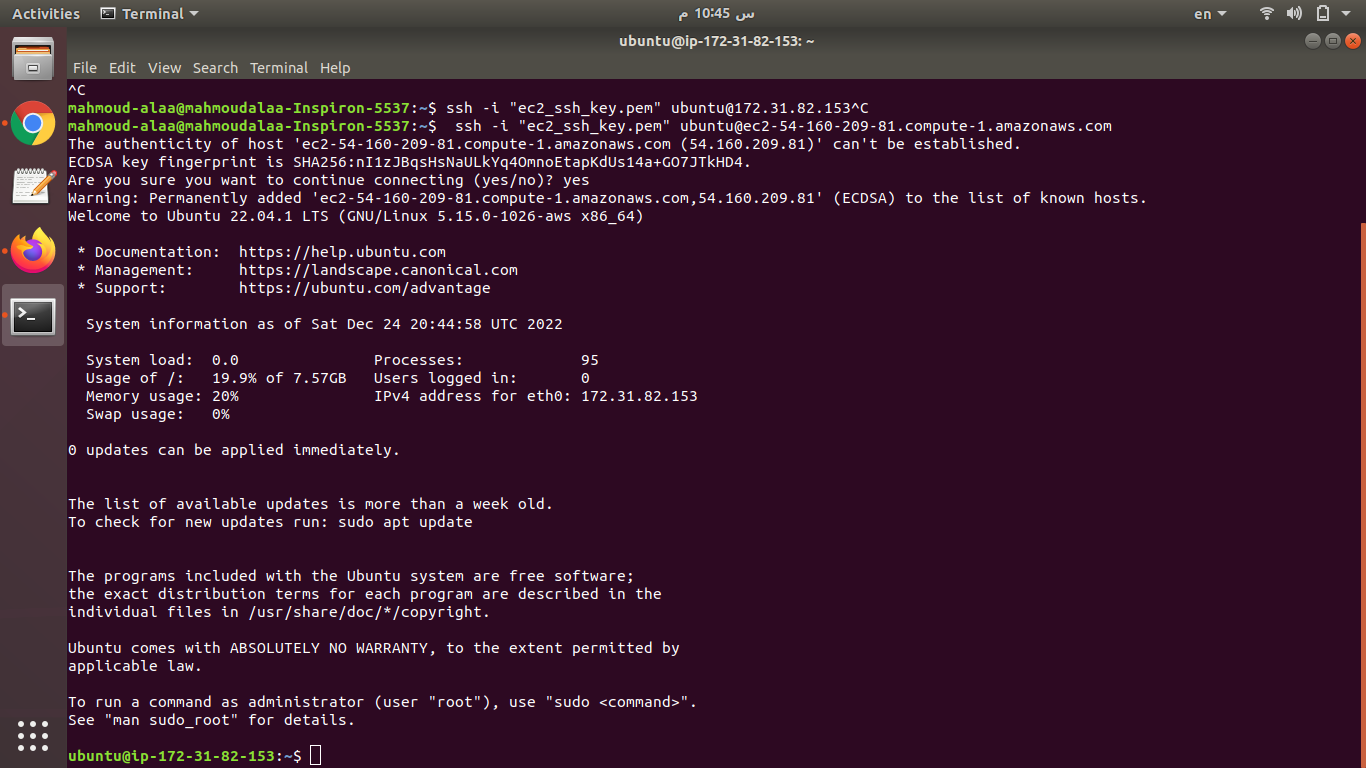 Activities Terminal س 10:45 م en
ubuntu@ip-172-31-82-153: ~
File Edit View Search Terminal Help
^C
mahmoud-alaa@mahmoudalaa-Inspiron-5537:~$ ssh -i "ec2_ssh_key.pem" ubuntu@172.31.82.153^C
mahmoud-alaa@mahmoudalaa-Inspiron-5537:~$  ssh -i "ec2_ssh_key.pem" ubuntu@ec2-54-160-209-81.compute-1.amazonaws.com
The authenticity of host 'ec2-54-160-209-81.compute-1.amazonaws.com (54.160.209.81)' can't be established.
ECDSA key fingerprint is SHA256:nI1zJBqsHsNaULkYq4OmnoEtapKdUs14a+GO7JTkHD4.
Are you sure you want to continue connecting (yes/no)? yes
Warning: Permanently added 'ec2-54-160-209-81.compute-1.amazonaws.com,54.160.209.81' (ECDSA) to the list of known hosts.
Welcome to Ubuntu 22.04.1 LTS (GNU/Linux 5.15.0-1026-aws x86_64)
* Documentation:  https://help.ubuntu.com
* Management:     https://landscape.canonical.com
* Support:        https://ubuntu.com/advantage
System information as of Sat Dec 24 20:44:58 UTC 2022
System load:  0.0               Processes:             95
Usage of /:   19.9% of 7.57GB   Users logged in:       0
Memory usage: 20%               IPv4 address for eth0: 172.31.82.153
Swap usage:   0%
0 updates can be applied immediately.
The list of available updates is more than a week old.
To check for new updates run: sudo apt update
The programs included with the Ubuntu system are free software;
the exact distribution terms for each program are described in the
individual files in /usr/share/doc/*/copyright.
Ubuntu comes with ABSOLUTELY NO WARRANTY, to the extent permitted by
applicable law.
To run a command as administrator (user "root"), use "sudo <command>".
See "man sudo_root" for details.
ubuntu@ip-172-31-82-153:~$